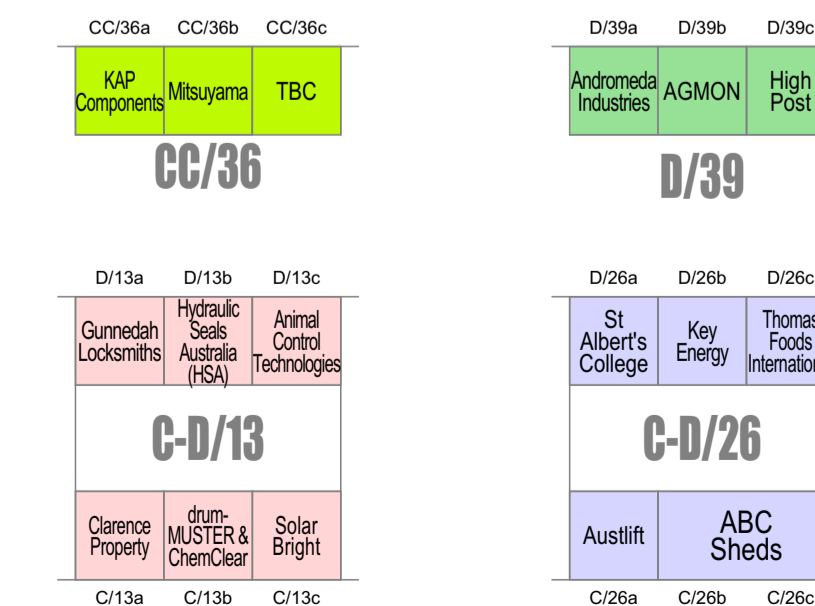 CC/36a CC/36b CC/36c
KAP
Components
Mitsuyama
TBC
CC/36
D/39a D/39b D/39c
Andromeda
Industries
AGMON
High
Post
D/39
D/13a D/13b D/13c
Gunnedah
Locksmiths
Hydraulic
Seals
Australia
(HSA)
Animal
Control
Technologies
C-D/13
Clarence
Property
drum-
MUSTER &
ChemClear
Solar
Bright
C/13a C/13b C/13c
D/26a D/26b D/26c
St
Albert's
College
Key
Energy
Thomas
Foods
Internation
C-D/26
Austlift
ABC
Sheds
C/26a C/26b C/26c